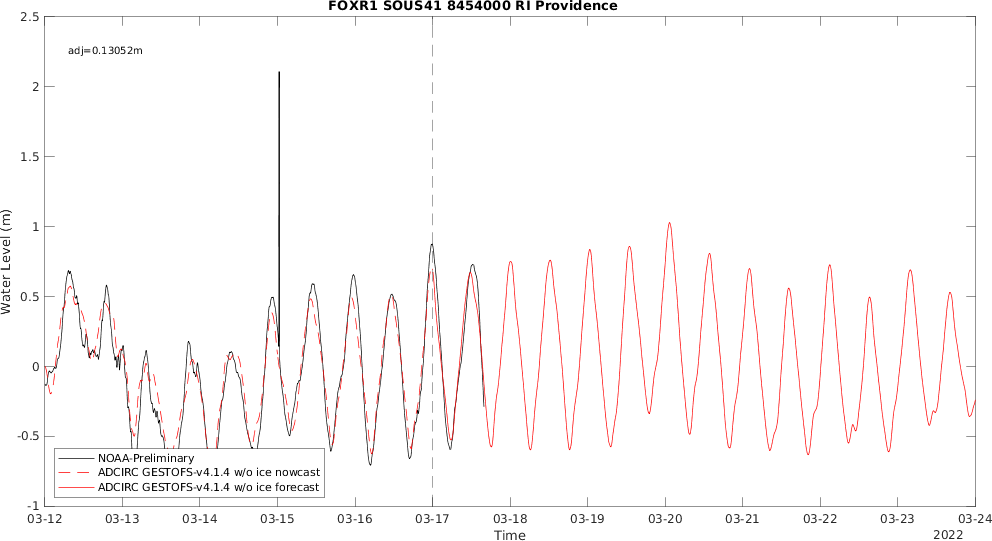 FOXR1 SOUS41 8454000 RI Providence
adj=0.13052m
Water Level (m)
2.5
2
1.5
1
0.5
0
-0.5
-1
NOAA-Preliminary
ADCIRC GESTOFS-v4.1.4 w/o ice nowcast
ADCIRC GESTOFS-v4.1.4 w/o ice forecast
03-12 03-13 03-14 03-15 03-16 03-17 03-18 03-19 03-20 03-21 03-22 03-23 03-24
Time
2022